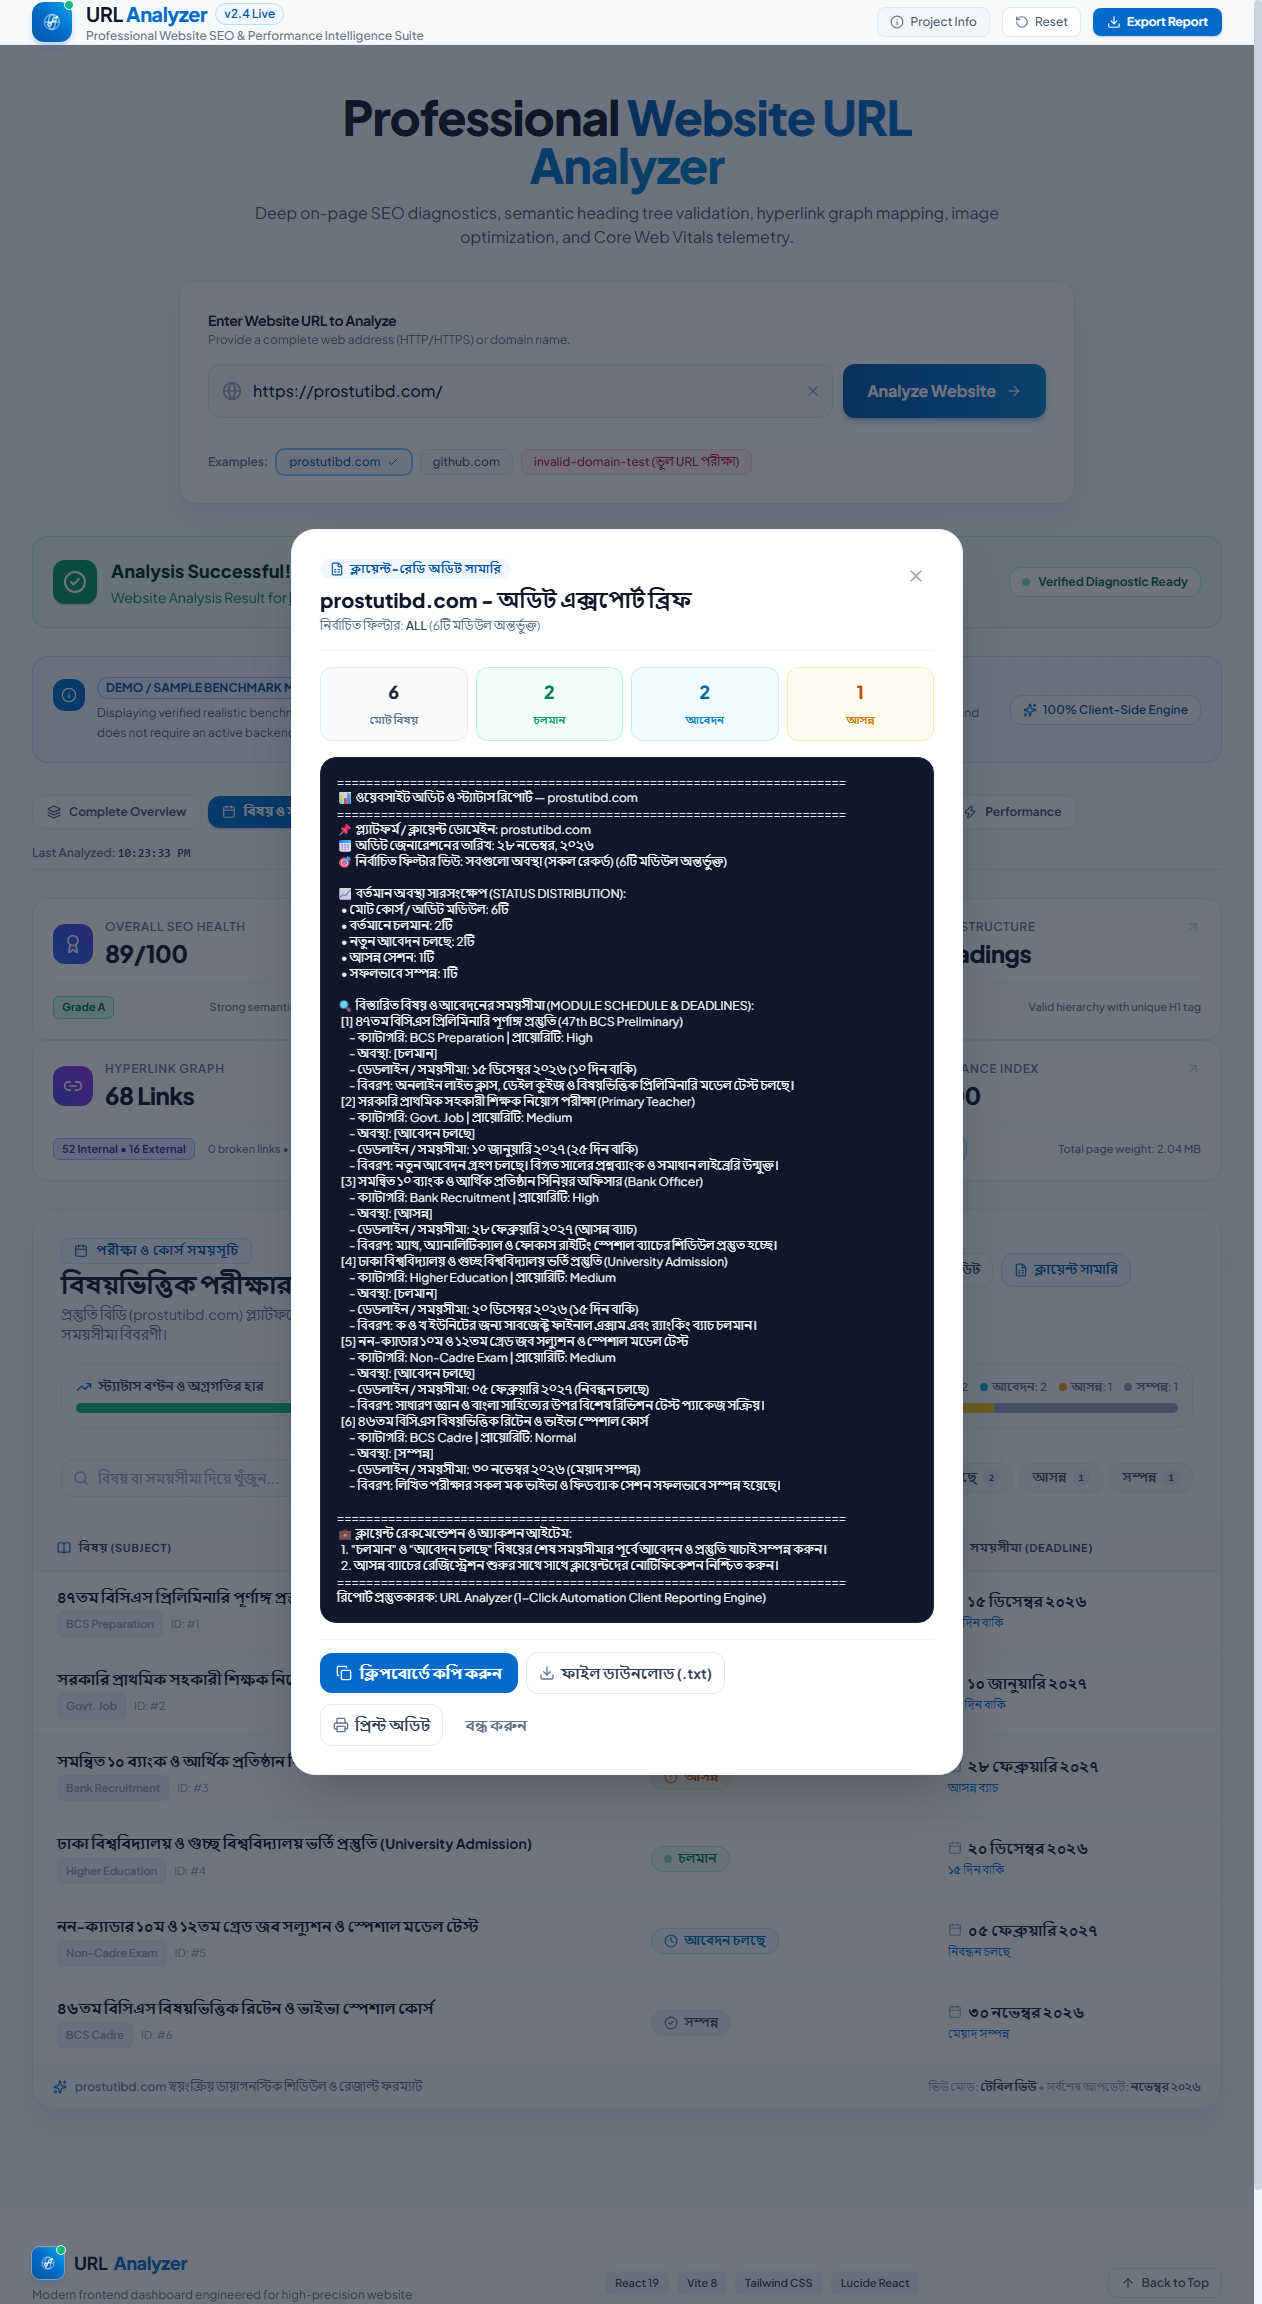 URL Analyzer v2.4 Live
Professional Website SEO & Performance Intelligence Suite
Project Info
Reset
Export Report
Professional Website URL
Analyzer
Deep on-page SEO diagnostics, semantic heading tree validation, hyperlink graph mapping, image
optimization, and Core Web Vitals telemetry.
Enter Website URL to Analyze
Provide a complete web address (HTTP/HTTPS) or domain name.
https://prostutibd.com/
Analyze Website
Examples: prostutibd.com github.com invalid-domain-test (ভুল URL পরীক্ষা)
Analysis Successful!
Website Analysis Result for
Verified Diagnostic Ready
DEMO / SAMPLE BENCHMARK
Displaying verified realistic
does not require an active
and
100% Client-Side Engine
Complete Overview
বিষয় ও
Performance
Last Analyzed: 10:23:33 PM
OVERALL SEO HEALTH
89/100
Grade A
Strong
STRUCTURE
Valid hierarchy with unique H1 tag
HYPERLINK GRAPH
68 Links
52 Internal • 16 External
0 broken links •
INDEX
Total page weight: 2.04 MB
পরীক্ষা ও কোর্স সময়সূচি
বিষয়ভিত্তিক পরীক্ষার
প্রস্তুতি বিডি (prostutibd.com)
সময়সীমা বিবরণী।
ক্লায়েন্ট সামারি
স্ট্যাটাস বণ্টন ও অগ্রগতির হার
2 আবেদন: 2 আসন্ন: 1 সম্পন্ন: 1
বিষয় বা সময়সীমা দিয়ে খুঁজুন...
2 আসন্ন 1 সম্পন্ন 1
বিষয় (SUBJECT)
সময়সীমা (DEADLINE)
৪৭তম বিসিএস প্রিলিমিনারি পূর্ণাঙ্গ
BCS Preparation ID: #1
১৫ ডিসেম্বর ২০২৬
দিন বাকি
সরকারি প্রাথমিক সহকারী শিক্ষক
Govt. Job ID: #2
১০ জানুয়ারি ২০২৭
দিন বাকি
সমন্বিত ১০ ব্যাংক ও আর্থিক প্রতিষ্ঠান
Bank Recruitment ID: #3
আসন্ন
২৮ ফেব্রুয়ারি ২০২৭
আসন্ন ব্যাচ
ঢাকা বিশ্ববিদ্যালয় ও গুচ্ছ বিশ্ববিদ্যালয় ভর্তি প্রস্তুতি (University Admission)
Higher Education ID: #4
চলমান
২০ ডিসেম্বর ২০২৬
১৫ দিন বাকি
নন-ক্যাডার ১০ম ও ১২তম গ্রেড জব সল্যুশন ও স্পেশাল মডেল টেস্ট
Non-Cadre Exam ID: #5
আবেদন চলছে
০৫ ফেব্রুয়ারি ২০২৭
নিবন্ধন চলছে
৪৬তম বিসিএস বিষয়ভিত্তিক রিটেন ও ভাইভা স্পেশাল কোর্স
BCS Cadre ID: #6
সম্পন্ন
৩০ নভেম্বর ২০২৬
মেয়াদ সম্পন্ন
prostutibd.com স্বয়ংক্রিয় ডায়াগনস্টিক শিডিউল ও রেজাল্ট ফরম্যাট
ভিউ মোড: টেবিল ভিউ • সর্বশেষ আপডেট: নভেম্বর ২০২৬
ক্লায়েন্ট-রেডি অডিট সামারি
prostutibd.com – অডিট এক্সপোর্ট ব্রিফ
নির্বাচিত ফিল্টার: ALL (6টি মডিউল অন্তর্ভুক্ত)
6
মোট বিষয়
2
চলমান
2
আবেদন
1
আসন্ন
======================================================================
📊 ওয়েবসাইট অডিট ও স্ট্যাটাস রিপোর্ট — prostutibd.com
======================================================================
📌 প্ল্যাটফর্ম / ক্লায়েন্ট ডোমেইন: prostutibd.com
🗓️ অডিট জেনারেশনের তারিখ: ২৮ নভেম্বর, ২০২৬
🎯 নির্বাচিত ফিল্টার ভিউ: সবগুলো অবস্থা (সকল রেকর্ড) (6টি মডিউল অন্তর্ভুক্ত)
📈 বর্তমান অবস্থা সারসংক্ষেপ (STATUS DISTRIBUTION):
• মোট কোর্স / অডিট মডিউল: 6টি
• বর্তমানে চলমান: 2টি
• নতুন আবেদন চলছে: 2টি
• আসন্ন সেশন: 1টি
• সফলভাবে সম্পন্ন: 1টি
🔍 বিস্তারিত বিষয় ও আবেদনের সময়সীমা (MODULE SCHEDULE & DEADLINES):
[1] ৪৭তম বিসিএস প্রিলিমিনারি পূর্ণাঙ্গ প্রস্তুতি (47th BCS Preliminary)
- ক্যাটাগরি: BCS Preparation | প্রায়োরিটি: High
- অবস্থা: [চলমান]
- ডেডলাইন / সময়সীমা: ১৫ ডিসেম্বর ২০২৬ (১০ দিন বাকি)
- বিবরণ: অনলাইন লাইভ ক্লাস, ডেইল কুইজ ও বিষয়ভিত্তিক প্রিলিমিনারি মডেল টেস্ট চলছে।
[2] সরকারি প্রাথমিক সহকারী শিক্ষক নিয়োগ পরীক্ষা (Primary Teacher)
- ক্যাটাগরি: Govt. Job | প্রায়োরিটি: Medium
- অবস্থা: [আবেদন চলছে]
- ডেডলাইন / সময়সীমা: ১০ জানুয়ারি ২০২৭ (২৫ দিন বাকি)
- বিবরণ: নতুন আবেদন গ্রহণ চলছে। বিগত সালের প্রশ্নব্যাংক ও সমাধান লাইব্রেরি উন্মুক্ত।
[3] সমন্বিত ১০ ব্যাংক ও আর্থিক প্রতিষ্ঠান সিনিয়র অফিসার (Bank Officer)
- ক্যাটাগরি: Bank Recruitment | প্রায়োরিটি: High
- অবস্থা: [আসন্ন]
- ডেডলাইন / সময়সীমা: ২৮ ফেব্রুয়ারি ২০২৭ (আসন্ন ব্যাচ)
- বিবরণ: ম্যাথ, অ্যানালিটিক্যাল ও ফোকাস রাইটিং স্পেশাল ব্যাচের শিডিউল প্রস্তুত হচ্ছে।
[4] ঢাকা বিশ্ববিদ্যালয় ও গুচ্ছ বিশ্ববিদ্যালয় ভর্তি প্রস্তুতি (University Admission)
- ক্যাটাগরি: Higher Education | প্রায়োরিটি: Medium
- অবস্থা: [চলমান]
- ডেডলাইন / সময়সীমা: ২০ ডিসেম্বর ২০২৬ (১৫ দিন বাকি)
- বিবরণ: ক ও খ ইউনিটের জন্য সাবজেক্ট ফাইনাল এক্সাম এবং র‍্যাংকিং ব্যাচ চলমান।
[5] নন-ক্যাডার ১০ম ও ১২তম গ্রেড জব সল্যুশন ও স্পেশাল মডেল টেস্ট
- ক্যাটাগরি: Non-Cadre Exam | প্রায়োরিটি: Medium
- অবস্থা: [আবেদন চলছে]
- ডেডলাইন / সময়সীমা: ০৫ ফেব্রুয়ারি ২০২৭ (নিবন্ধন চলছে)
- বিবরণ: সাধারণ জ্ঞান ও বাংলা সাহিত্যের উপর বিশেষ রিভিশন টেস্ট প্যাকেজ সক্রিয়।
[6] ৪৬তম বিসিএস বিষয়ভিত্তিক রিটেন ও ভাইভা স্পেশাল কোর্স
- ক্যাটাগরি: BCS Cadre | প্রায়োরিটি: Normal
- অবস্থা: [সম্পন্ন]
- ডেডলাইন / সময়সীমা: ৩০ নভেম্বর ২০২৬ (মেয়াদ সম্পন্ন)
- বিবরণ: লিখিত পরীক্ষার সকল মক ভাইভা ও ফিডব্যাক সেশন সফলভাবে সম্পন্ন হয়েছে।
======================================================================
💼 ক্লায়েন্ট রেকমেন্ডেশন ও অ্যাকশন আইটেম:
1. "চলমান" ও "আবেদন চলছে" বিষয়ের শেষ সময়সীমার পূর্বে আবেদন ও প্রস্তুতি যাচাই সম্পন্ন করুন।
2. আসন্ন ব্যাচের রেজিস্ট্রেশন শুরুর সাথে সাথে ক্লায়েন্টদের নোটিফিকেশন নিশ্চিত করুন।
======================================================================
রিপোর্ট প্রস্তুতকারক: URL Analyzer (1-Click Automation Client Reporting Engine)
ক্লিপবোর্ডে কপি করুন
ফাইল ডাউনলোড (.txt)
প্রিন্ট অডিট
বন্ধ করুন
URL Analyzer
Modern frontend dashboard engineered for high-precision website
React 19 Vite 8 Tailwind CSS Lucide React
Back to Top